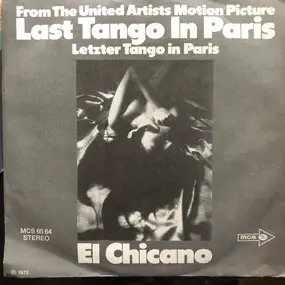 From The United Artists Motion Picture
Last Tango In Paris
Letzter Tango in Paris
MCS 65 64
STEREO
mca
El Chicano
℗ 1973